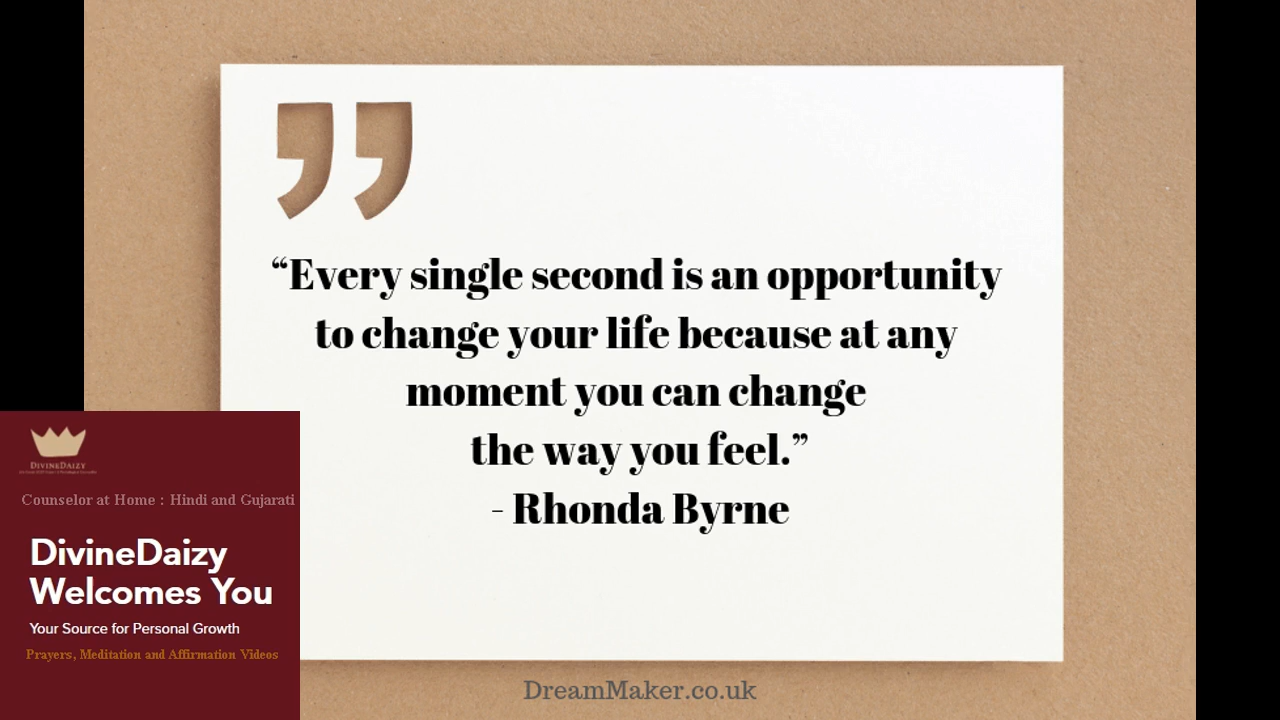 “Every single second is an opportunity
to change your life because at any
moment you can change
the way you feel.”
- Rhonda Byrne
DivineDaizy
Counselor at Home : Hindi and Gujarati
DivineDaizy
Welcomes You
Your Source for Personal Growth
Prayers, Meditation and Affirmation Videos
DreamMaker.co.uk